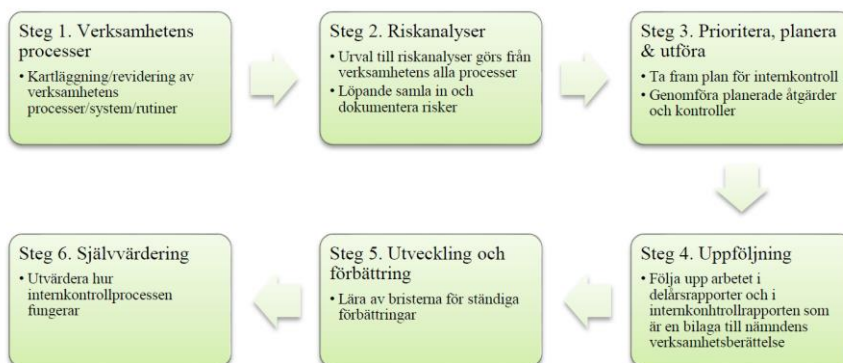 Steg 1. Verksamhetens
processer
• Kartläggning/revidering av
verksamhetens
processer/system/rutiner
Steg 2. Riskanalyser
• Urval till riskanalyser görs från
verksamhetens alla processer
• Löpande samla in och
dokumentera risker
Steg 3. Prioritera, planera
& utföra
• Ta fram plan för internkontroll
• Genomföra planerade åtgärder
och kontroller
Steg 4. Uppföljning
• Följa upp arbetet i
delårsrapporter och i
internkonhtrollrapporten som
är en bilaga till nämndens
verksamhetsberättelse
Steg 5. Utveckling och
förbättring
• Lära av bristerna för ständiga
förbättringar
Steg 6. Självvärdering
• Utvärdera hur
internkontrollprocessen
fungerar